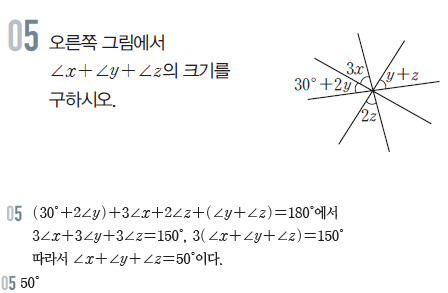 05 오른쪽 그림에서
∠x+∠y+∠z의 크기를
구하시오.
3x
y+z
30°+2y
2z
05 (30°+2∠y)+3∠x+2∠z+(∠y+∠z)=180°에서
3∠x+3∠y+3∠z=150°, 3(∠x+∠y+∠z)=150°
따라서 ∠x+∠y+∠z=50°이다.
05 50°